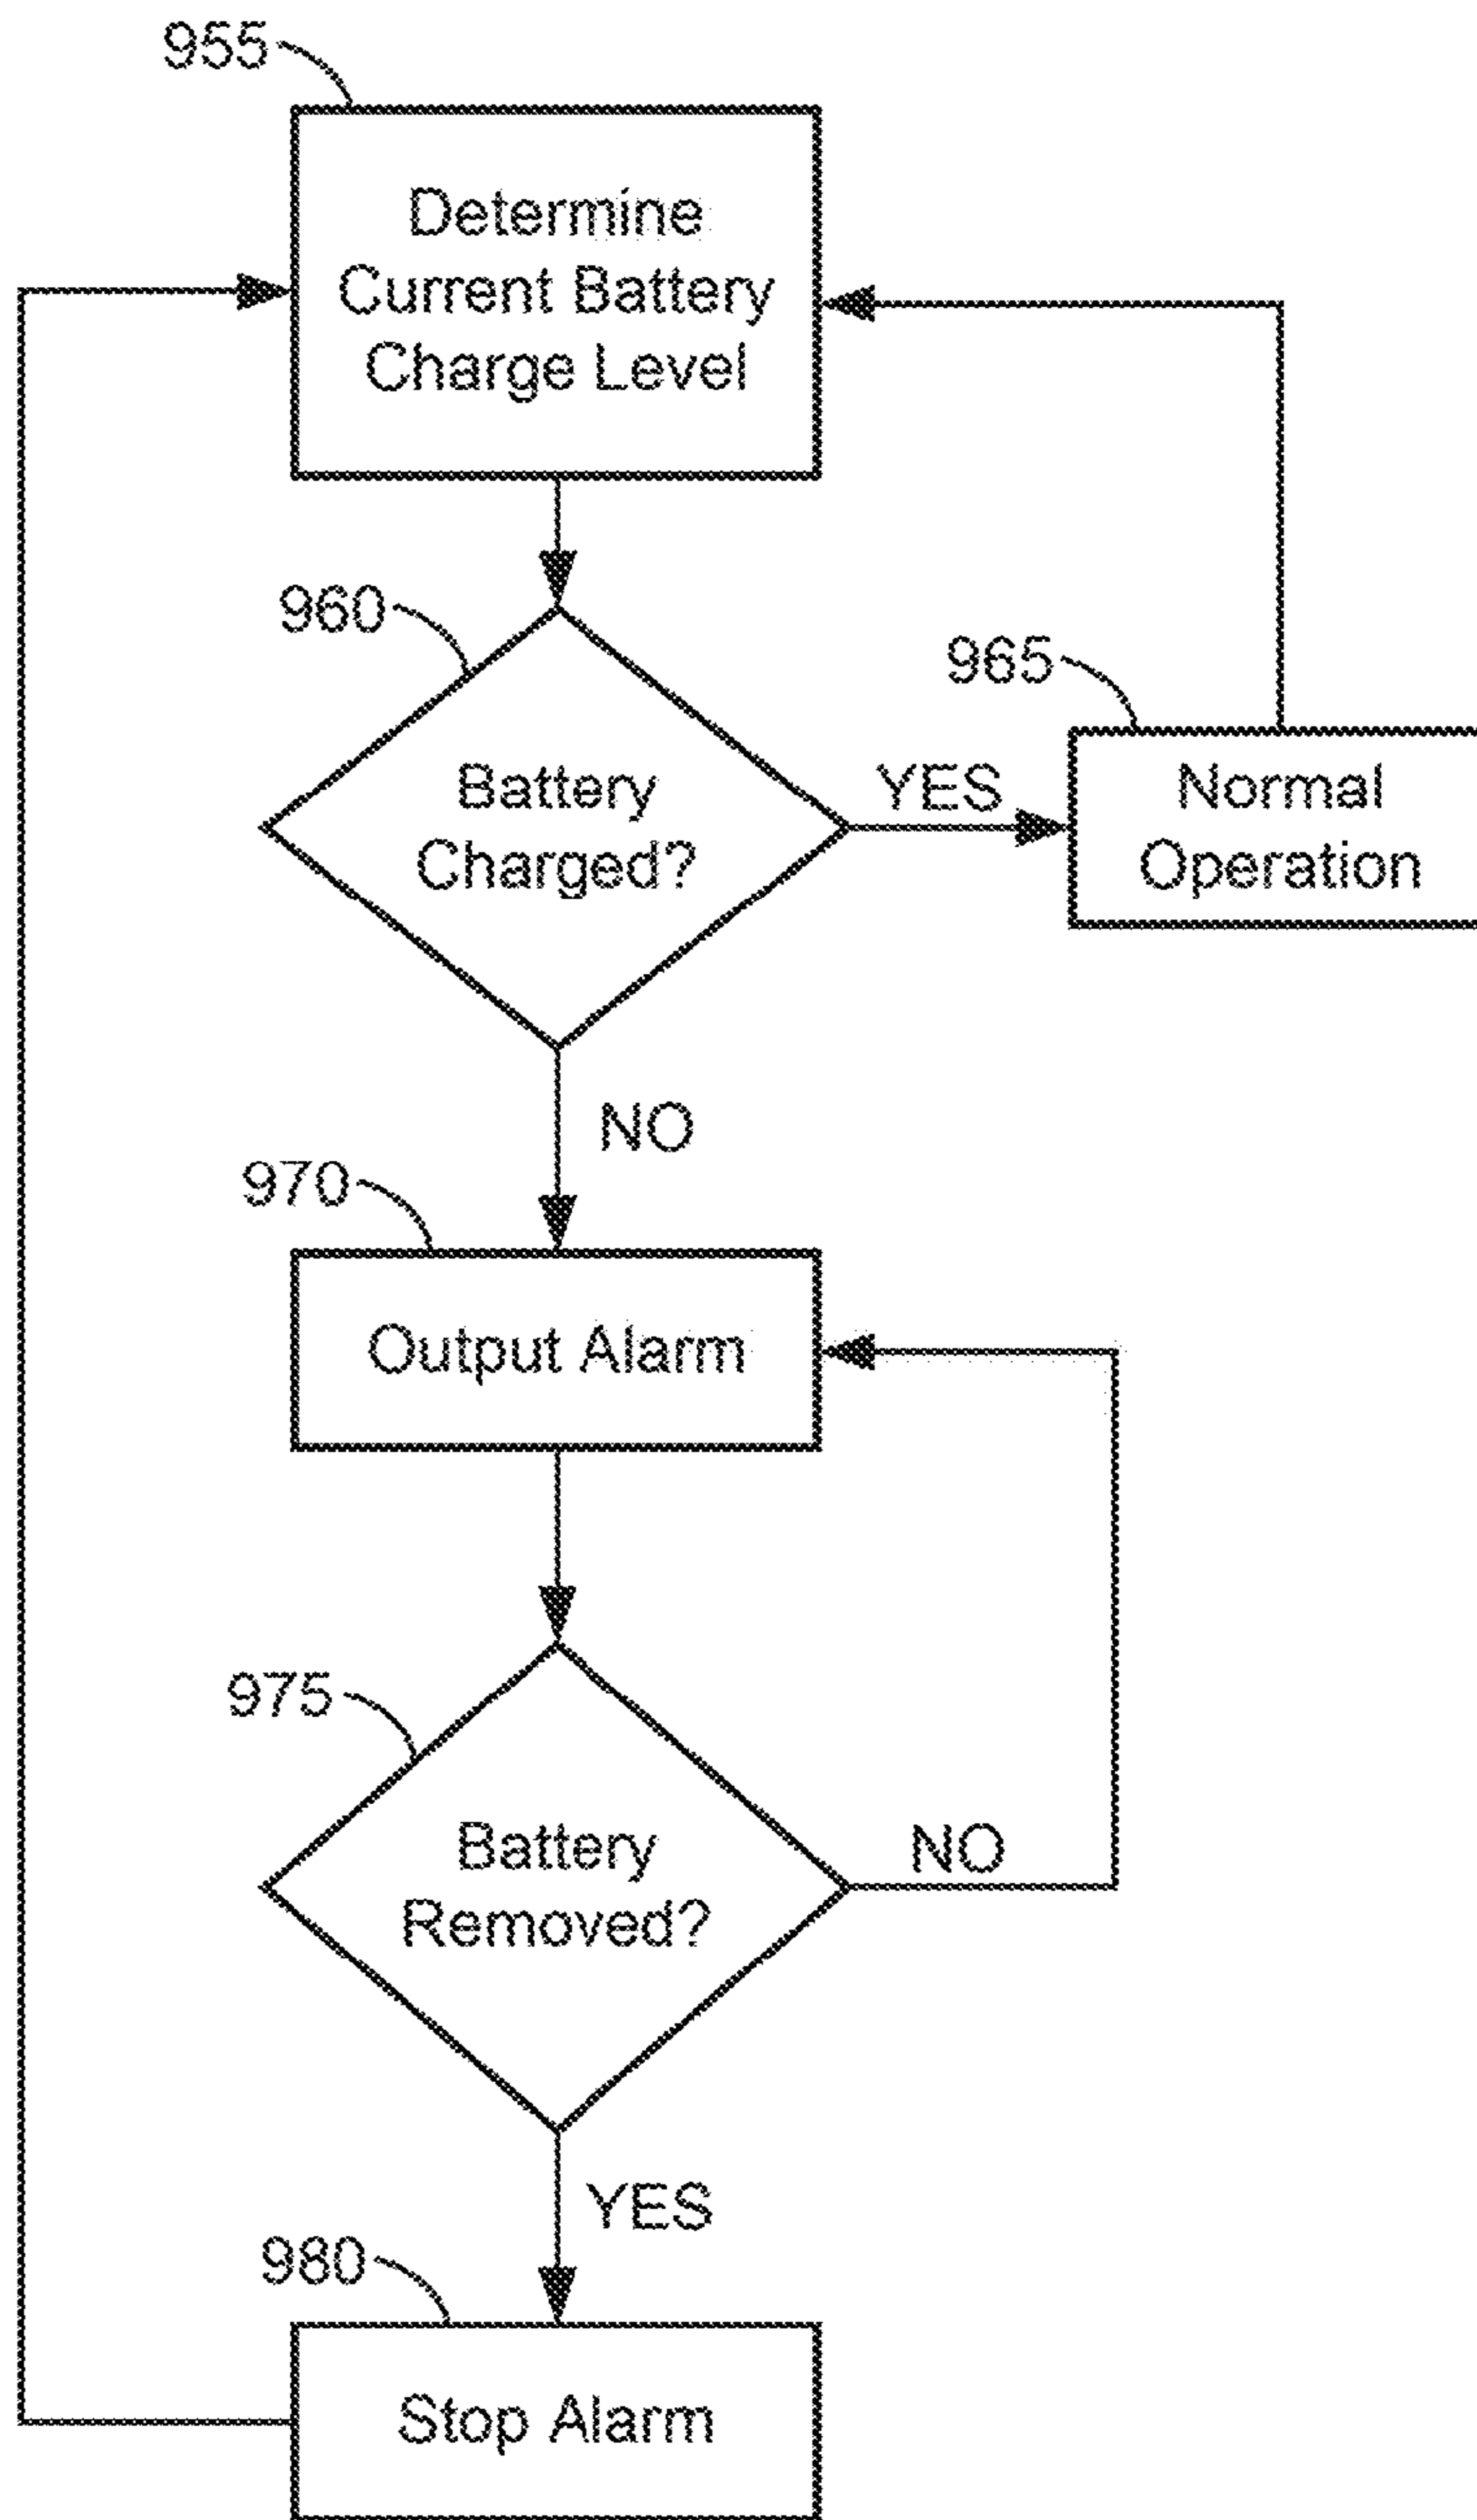 955
Determine
Current Battery
Charge Level
960
Battery
Charged?
YES
965
Normal
Operation
NO
970
Output Alarm
975
Battery
Removed?
NO
YES
980
Stop Alarm